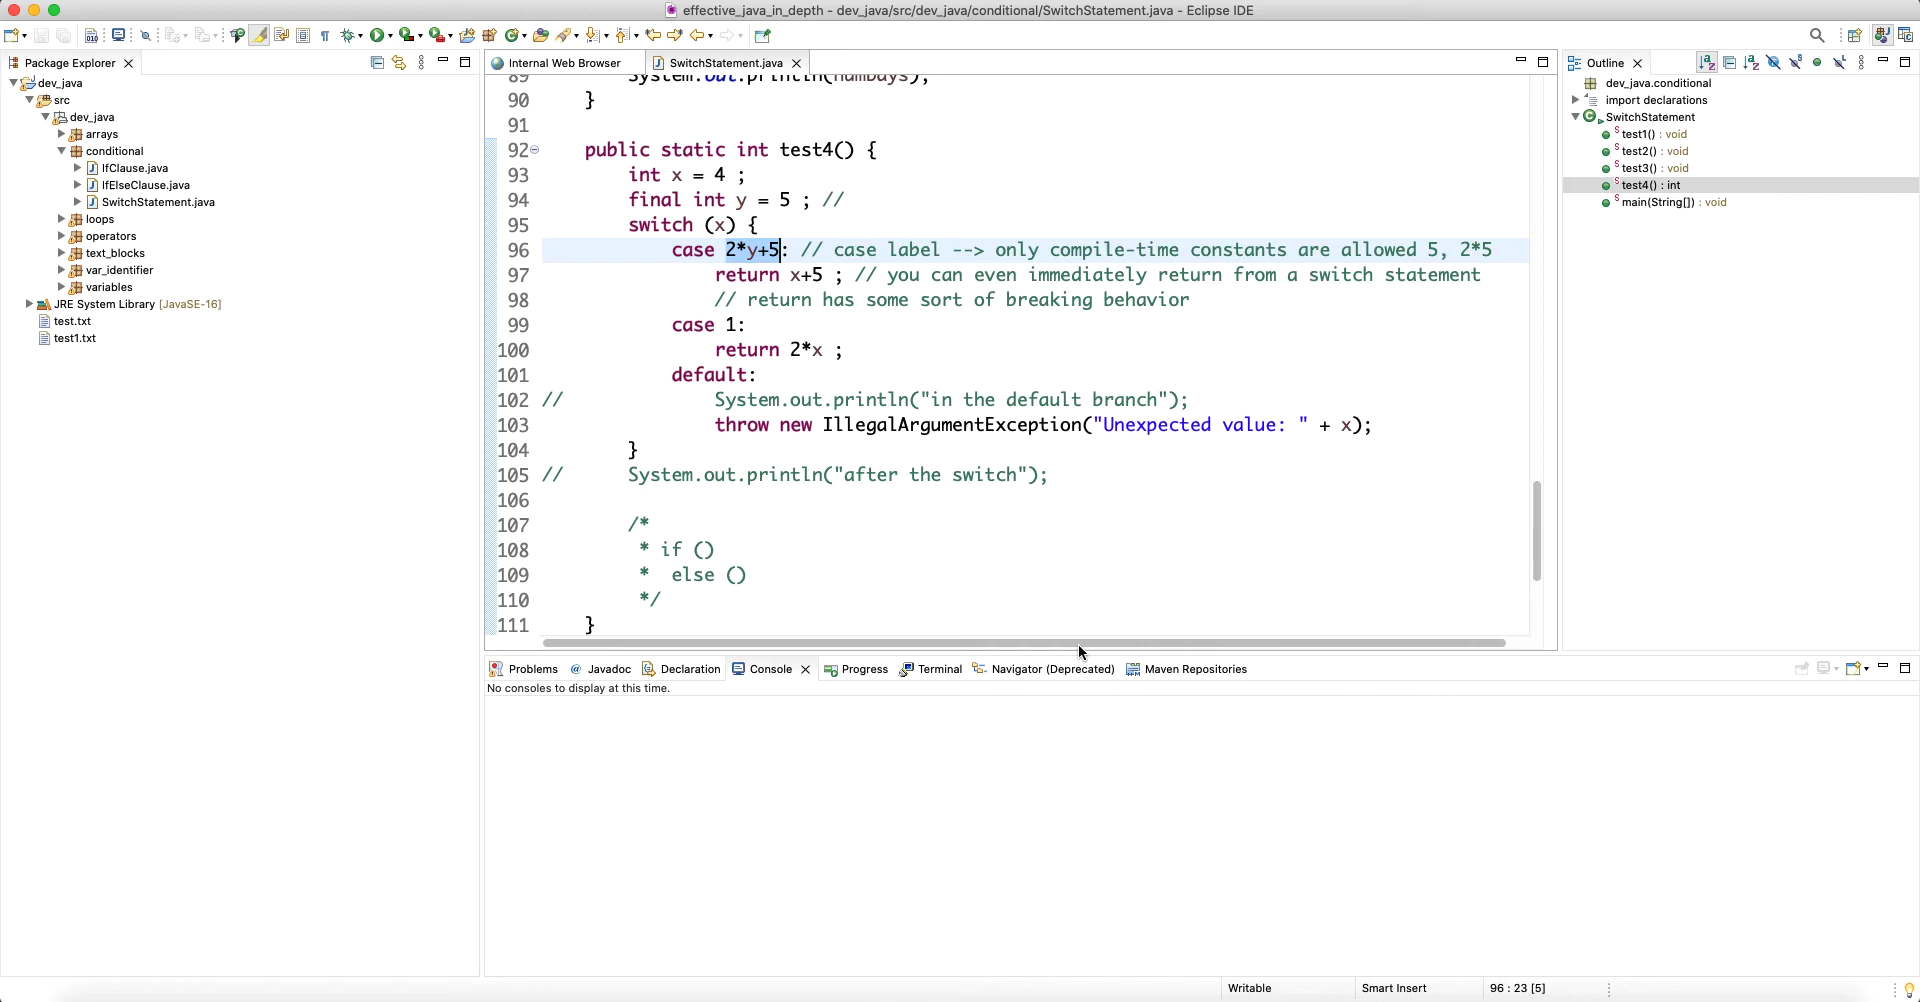 effective_java_in_depth - dev_java/src/dev_java/conditional/SwitchStatement.java - Eclipse IDE
Package Explorer
dev_java
src
dev_java
arrays
conditional
IfClause.java
IfElseClause.java
SwitchStatement.java
loops
operators
text_blocks
var_identifier
variables
JRE System Library [JavaSE-16]
test.txt
test1.txt
Internal Web Browser
SwitchStatement.java
89 System.out.println(numDays);
90 }
91
92 public static int test4() {
93 int x = 4 ;
94 final int y = 5 ; //
95 switch (x) {
96 case 2*y+5: // case label --> only compile-time constants are allowed 5, 2*5
97 return x+5 ; // you can even immediately return from a switch statement
98 // return has some sort of breaking behavior
99 case 1:
100 return 2*x ;
101 default:
102 // System.out.println("in the default branch");
103 throw new IllegalArgumentException("Unexpected value: " + x);
104 }
105 // System.out.println("after the switch");
106
107 /*
108 * if ()
109 * else ()
110 */
111 }
Outline
dev_java.conditional
import declarations
SwitchStatement
test1() : void
test2() : void
test3() : void
test4() : int
main(String[]) : void
Problems
Javadoc
Declaration
Console
Progress
Terminal
Navigator (Deprecated)
Maven Repositories
No consoles to display at this time.
Writable
Smart Insert
96 : 23 [5]